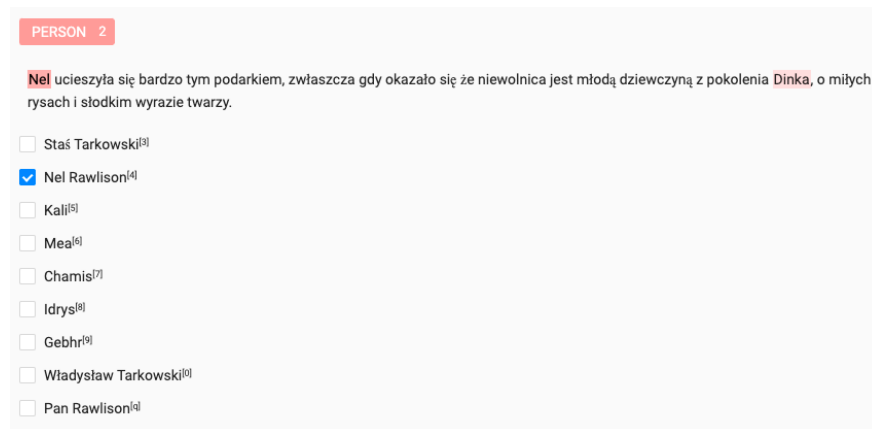 PERSON 2
Nel ucieszyła się bardzo tym podarkiem, zwłaszcza gdy okazało się że niewolnica jest młodą dziewczyną z pokolenia Dinka, o miłych
rysach i słodkim wyrazie twarzy.
Staś Tarkowski[3]
Nel Rawlison[4]
Kali[5]
Mea[6]
Chamis[7]
Idrys[8]
Gebhr[9]
Władysław Tarkowski[0]
Pan Rawlison[q]